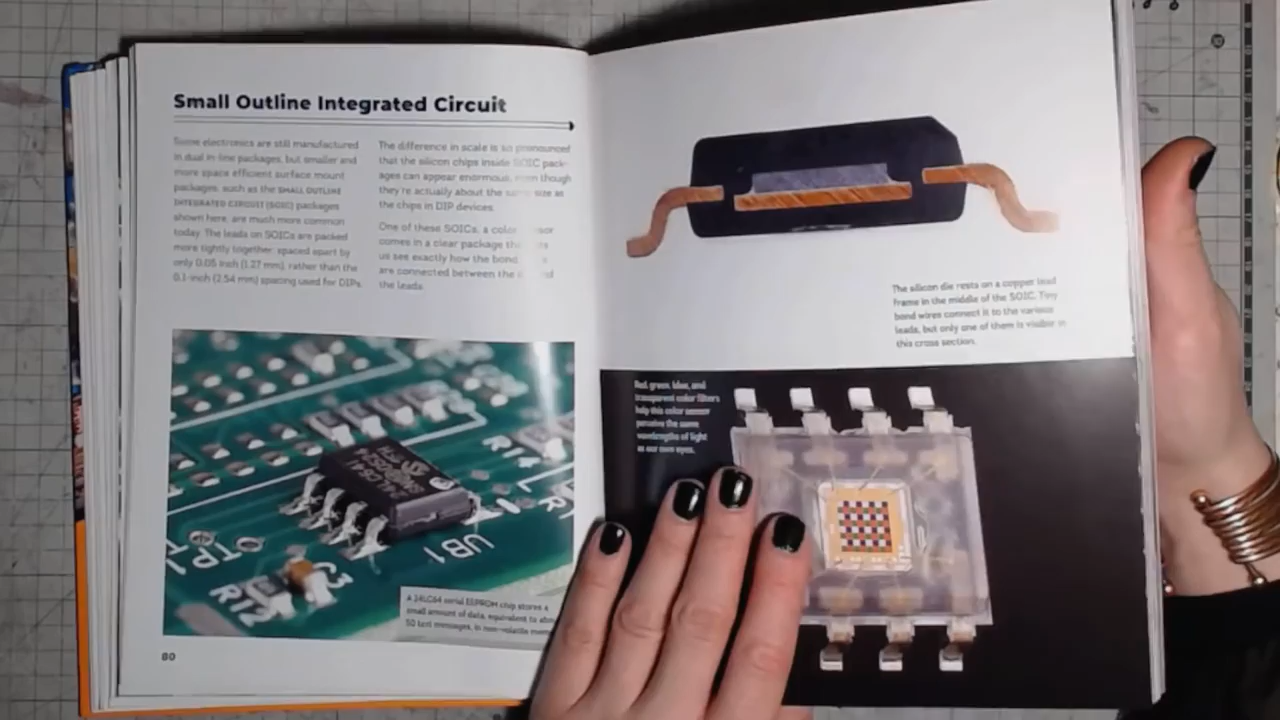 Small Outline Integrated Circuit
Some electronics are still manufactured
in dual in-line packages, but smaller and
more space efficient surface mount
packages, such as the SMALL OUTLINE
INTEGRATED CIRCUIT (SOIC) packages
shown here, are much more common
today. The leads on SOICs are packed
more tightly together: spaced apart by
only 0.05 inch (1.27 mm), rather than the
0.1-inch (2.54 mm) spacing used for DIPs.
The difference in scale is so pronounced
that the silicon chips inside SOIC pack-
ages can appear enormous, even though
they're actually about the same size as
the chips in DIP devices.
One of these SOICs, a color
comes in a clear package
us see exactly how the bond
are connected between the
the leads.
TP1
R12
C3
UB1
R14
A 24LC64 serial EEPROM chip stores a
small amount of data, equivalent to
50 text messages, in non-volatile
80
The silicon die rests on a copper lead
frame in the middle of the SOIC. Tiny
bond wires connect it to the various
leads, but only one of them is visible in
this cross section.
Red, green, blue, and
transparent color filters
help this color sensor
perceive the same
wavelengths of light
as our own eyes.